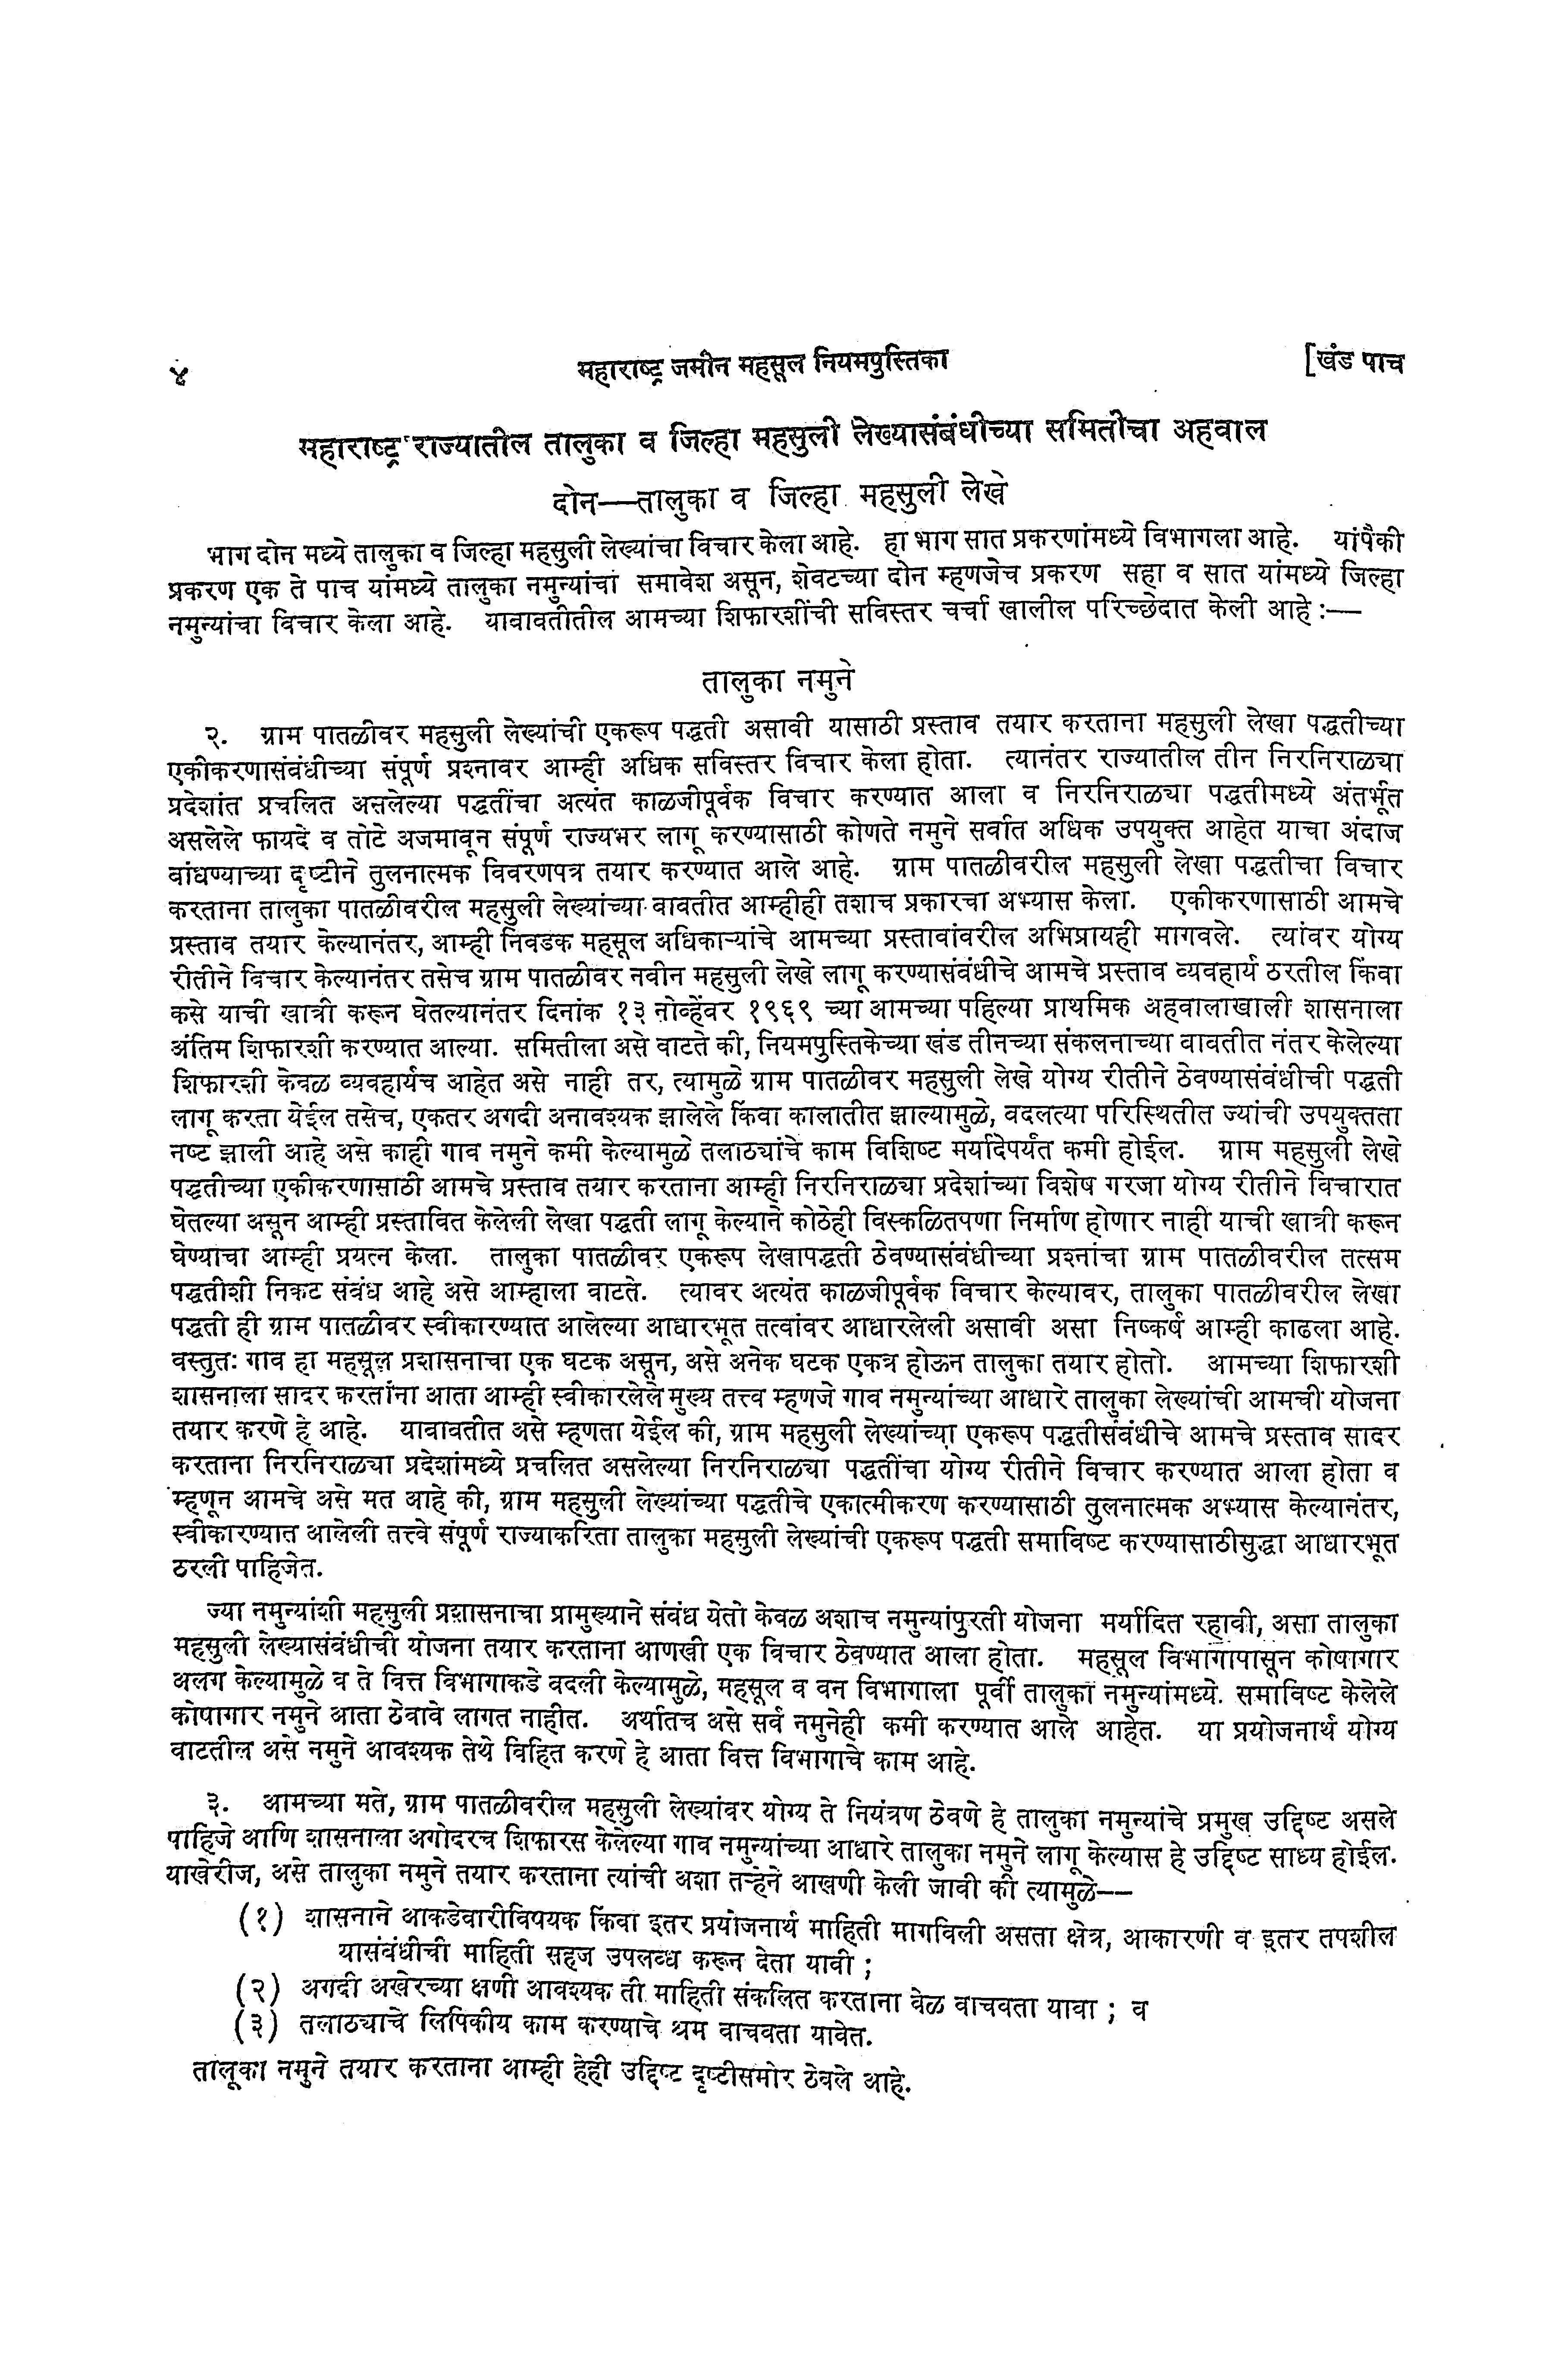 ४ महाराष्ट्र जमीन महसूल नियमपुस्तिका [खंड पाच
महाराष्ट्र राज्यातील तालुका व जिल्हा महसुली लेख्यासंबंधीच्या समितीचा अहवाल
दोन—तालुका व जिल्हा महसुली लेखे
भाग दोन मध्ये तालुका व जिल्हा महसुली लेख्यांचा विचार केला आहे. हा भाग सात प्रकरणांमध्ये विभागला आहे. यांपैकी
प्रकरण एक ते पाच यांमध्ये तालुका नमुन्यांचा समावेश असून, शेवटच्या दोन म्हणजेच प्रकरण सहा व सात यांमध्ये जिल्हा
नमुन्यांचा विचार केला आहे. याबाबतीतील आमच्या शिफारशींची सविस्तर चर्चा खालील परिच्छेदात केली आहे :—
तालुका नमुने
२. ग्राम पातळीवर महसुली लेख्यांची एकरूप पद्धती असावी यासाठी प्रस्ताव तयार करताना महसुली लेखा पद्धतीच्या
एकीकरणासंबंधीच्या संपूर्ण प्रश्नावर आम्ही अधिक सविस्तर विचार केला होता. त्यानंतर राज्यातील तीन निरनिराळ्या
प्रदेशांत प्रचलित असलेल्या पद्धतींचा अत्यंत काळजीपूर्वक विचार करण्यात आला व निरनिराळ्या पद्धतीमध्ये अंतर्भूत
असलेले फायदे व तोटे अजमावून संपूर्ण राज्यभर लागू करण्यासाठी कोणते नमुने सर्वात अधिक उपयुक्त आहेत याचा अंदाज
बांधण्याच्या दृष्टीने तुलनात्मक विवरणपत्र तयार करण्यात आले आहे. ग्राम पातळीवरील महसुली लेखा पद्धतीचा विचार
करताना तालुका पातळीवरील महसुली लेख्यांच्या बाबतीत आम्हीही तशाच प्रकारचा अभ्यास केला. एकीकरणासाठी आमचे
प्रस्ताव तयार केल्यानंतर, आम्ही निवडक महसूल अधिकाऱ्यांचे आमच्या प्रस्तावांवरील अभिप्रायही मागवले. त्यांवर योग्य
रीतीने विचार केल्यानंतर तसेच ग्राम पातळीवर नवीन महसुली लेखे लागू करण्यासंबंधीचे आमचे प्रस्ताव व्यवहार्य ठरतील किंवा
कसे याची खात्री करून घेतल्यानंतर दिनांक १३ नोव्हेंबर १९६९ च्या आमच्या पहिल्या प्राथमिक अहवालाखाली शासनाला
अंतिम शिफारशी करण्यात आल्या. समितीला असे वाटते की, नियमपुस्तिकेच्या खंड तीनच्या संकलनाच्या बाबतीत नंतर केलेल्या
शिफारशी केवळ व्यवहार्यच आहेत असे नाही तर, त्यामुळे ग्राम पातळीवर महसुली लेखे योग्य रीतीने ठेवण्यासंबंधीची पद्धती
लागू करता येईल तसेच, एकतर अगदी अनावश्यक झालेले किंवा कालातीत झाल्यामुळे, बदलत्या परिस्थितीत ज्यांची उपयुक्तता
नष्ट झाली आहे असे काही गाव नमुने कमी केल्यामुळे तलाठ्यांचे काम विशिष्ट मर्यादेपर्यंत कमी होईल. ग्राम महसुली लेखे
पद्धतीच्या एकीकरणासाठी आमचे प्रस्ताव तयार करताना आम्ही निरनिराळ्या प्रदेशांच्या विशेष गरजा योग्य रीतीने विचारात
घेतल्या असून आम्ही प्रस्तावित केलेली लेखा पद्धती लागू केल्याने कोठेही विस्कळितपणा निर्माण होणार नाही याची खात्री करून
घेण्याचा आम्ही प्रयत्न केला. तालुका पातळीवर एकरूप लेखापद्धती ठेवण्यासंबंधीच्या प्रश्नांचा ग्राम पातळीवरील तत्सम
पद्धतीशी निकट संबंध आहे असे आम्हाला वाटते. त्यावर अत्यंत काळजीपूर्वक विचार केल्यावर, तालुका पातळीवरील लेखा
पद्धती ही ग्राम पातळीवर स्वीकारण्यात आलेल्या आधारभूत तत्वांवर आधारलेली असावी असा निष्कर्ष आम्ही काढला आहे.
वस्तुतः गाव हा महसूल प्रशासनाचा एक घटक असून, असे अनेक घटक एकत्र होऊन तालुका तयार होतो. आमच्या शिफारशी
शासनाला सादर करतांना आता आम्ही स्वीकारलेले मुख्य तत्त्व म्हणजे गाव नमुन्यांच्या आधारे तालुका लेख्यांची आमची योजना
तयार करणे हे आहे. याबाबतीत असे म्हणता येईल की, ग्राम महसुली लेख्यांच्या एकरूप पद्धतीसंबंधीचे आमचे प्रस्ताव सादर
करताना निरनिराळ्या प्रदेशांमध्ये प्रचलित असलेल्या निरनिराळ्या पद्धतींचा योग्य रीतीने विचार करण्यात आला होता व
म्हणून आमचे असे मत आहे की, ग्राम महसुली लेख्यांच्या पद्धतीचे एकात्मीकरण करण्यासाठी तुलनात्मक अभ्यास केल्यानंतर,
स्वीकारण्यात आलेली तत्त्वे संपूर्ण राज्याकरिता तालुका महसुली लेख्यांची एकरूप पद्धती समाविष्ट करण्यासाठीसुद्धा आधारभूत
ठरली पाहिजेत.
ज्या नमुन्यांशी महसुली प्रशासनाचा प्रामुख्याने संबंध येतो केवळ अशाच नमुन्यांपुरती योजना मर्यादित रहावी, असा तालुका
महसुली लेख्यासंबंधीची योजना तयार करताना आणखी एक विचार ठेवण्यात आला होता. महसूल विभागापासून कोषागार
अलग केल्यामुळे व ते वित्त विभागाकडे बदली केल्यामुळे, महसूल व वन विभागाला पूर्वी तालुका नमुन्यांमध्ये. समाविष्ट केलेले
कोषागार नमुने आता ठेवावे लागत नाहीत. अर्थातच असे सर्व नमुनेही कमी करण्यात आले आहेत. या प्रयोजनार्थ योग्य
वाटतील असे नमुने आवश्यक तेथे विहित करणे हे आता वित्त विभागाचे काम आहे.
३. आमच्या मते, ग्राम पातळीवरील महसुली लेख्यांवर योग्य ते नियंत्रण ठेवणे हे तालुका नमुन्यांचे प्रमुख उद्दिष्ट असले
पाहिजे आणि शासनाला अगोदरच शिफारस केलेल्या गाव नमुन्यांच्या आधारे तालुका नमुने लागू केल्यास हे उद्दिष्ट साध्य होईल.
याखेरीज, असे तालुका नमुने तयार करताना त्यांची अशा तऱ्हेने आखणी केली जावी की त्यामुळे——
(१) शासनाने आकडेवारीविषयक किंवा इतर प्रयोजनार्थ माहिती मागविली असता क्षेत्र, आकारणी व इतर तपशील
यासंबंधीची माहिती सहज उपलब्ध करून देता यावी ;
(२) अगदी अखेरच्या क्षणी आवश्यक ती माहिती संकलित करताना वेळ वाचवता यावा ; व
(३) तलाठ्याचे लिपिकीय काम करण्याचे श्रम वाचवता यावेत.
तालूका नमुने तयार करताना आम्ही हेही उद्दिष्ट दृष्टीसमोर ठेवले आहे.